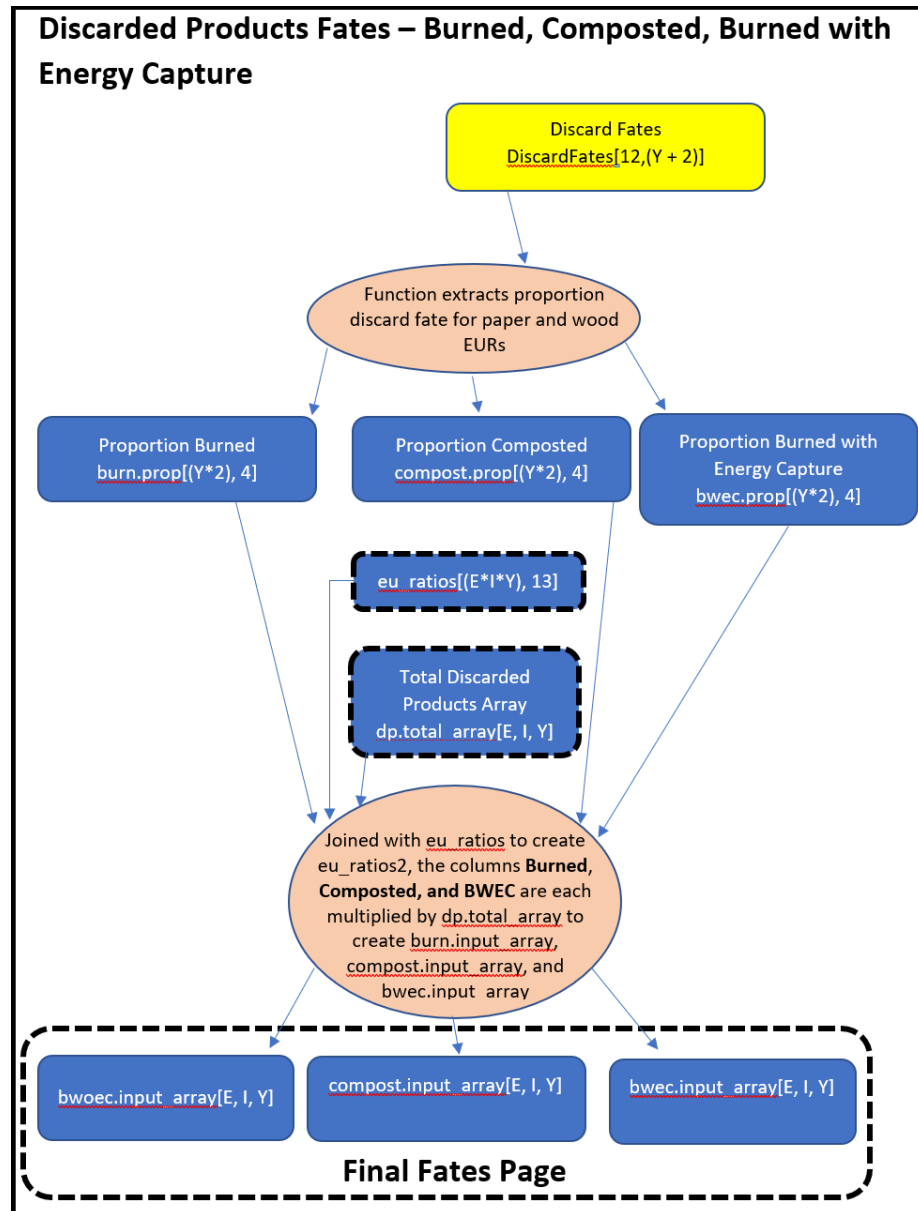 Discarded Products Fates – Burned, Composted, Burned with
Energy Capture
Discard Fates
DiscardFates[12,(Y + 2)]
Function extracts proportion
discard fate for paper and wood
EURs
Proportion Burned
burn.prop[(Y*2), 4]
Proportion Composted
compost.prop[(Y*2), 4]
Proportion Burned with
Energy Capture
bwec.prop[(Y*2), 4]
eu_ratios[(E*I*Y), 13]
Total Discarded
Products Array
dp.total_array[E, I, Y]
Joined with eu_ratios to create
eu_ratios2, the columns Burned,
Composted, and BWEC are each
multiplied by dp.total_array to
create burn.input_array,
compost.input_array, and
bwec.input_array
bwoec.input_array[E, I, Y]
compost.input_array[E, I, Y]
bwec.input_array[E, I, Y]
Final Fates Page